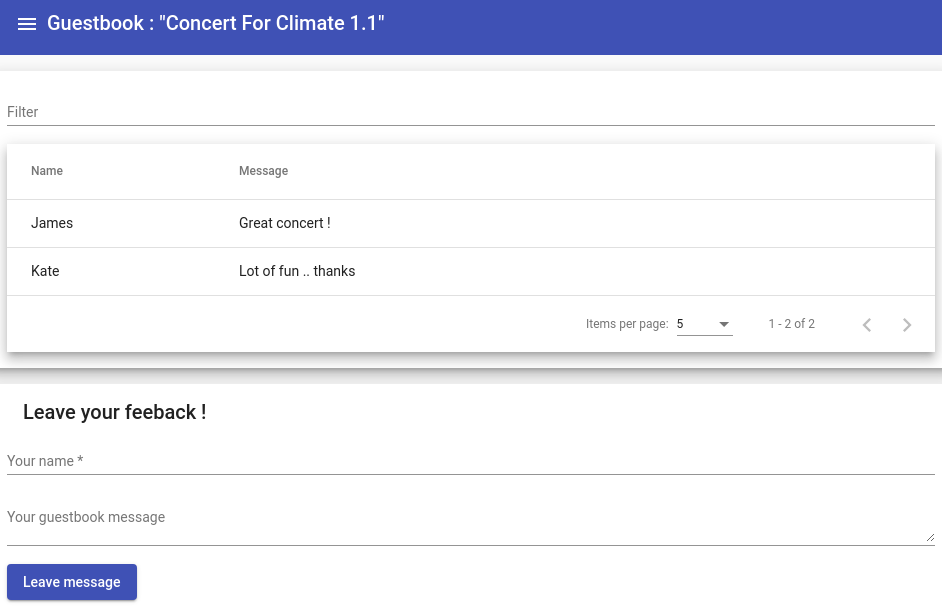 Guestbook : "Concert For Climate 1.1"
Filter
Name Message
James Great concert !
Kate Lot of fun .. thanks
Items per page: 5 1 - 2 of 2
Leave your feeback !
Your name *
Your guestbook message
Leave message